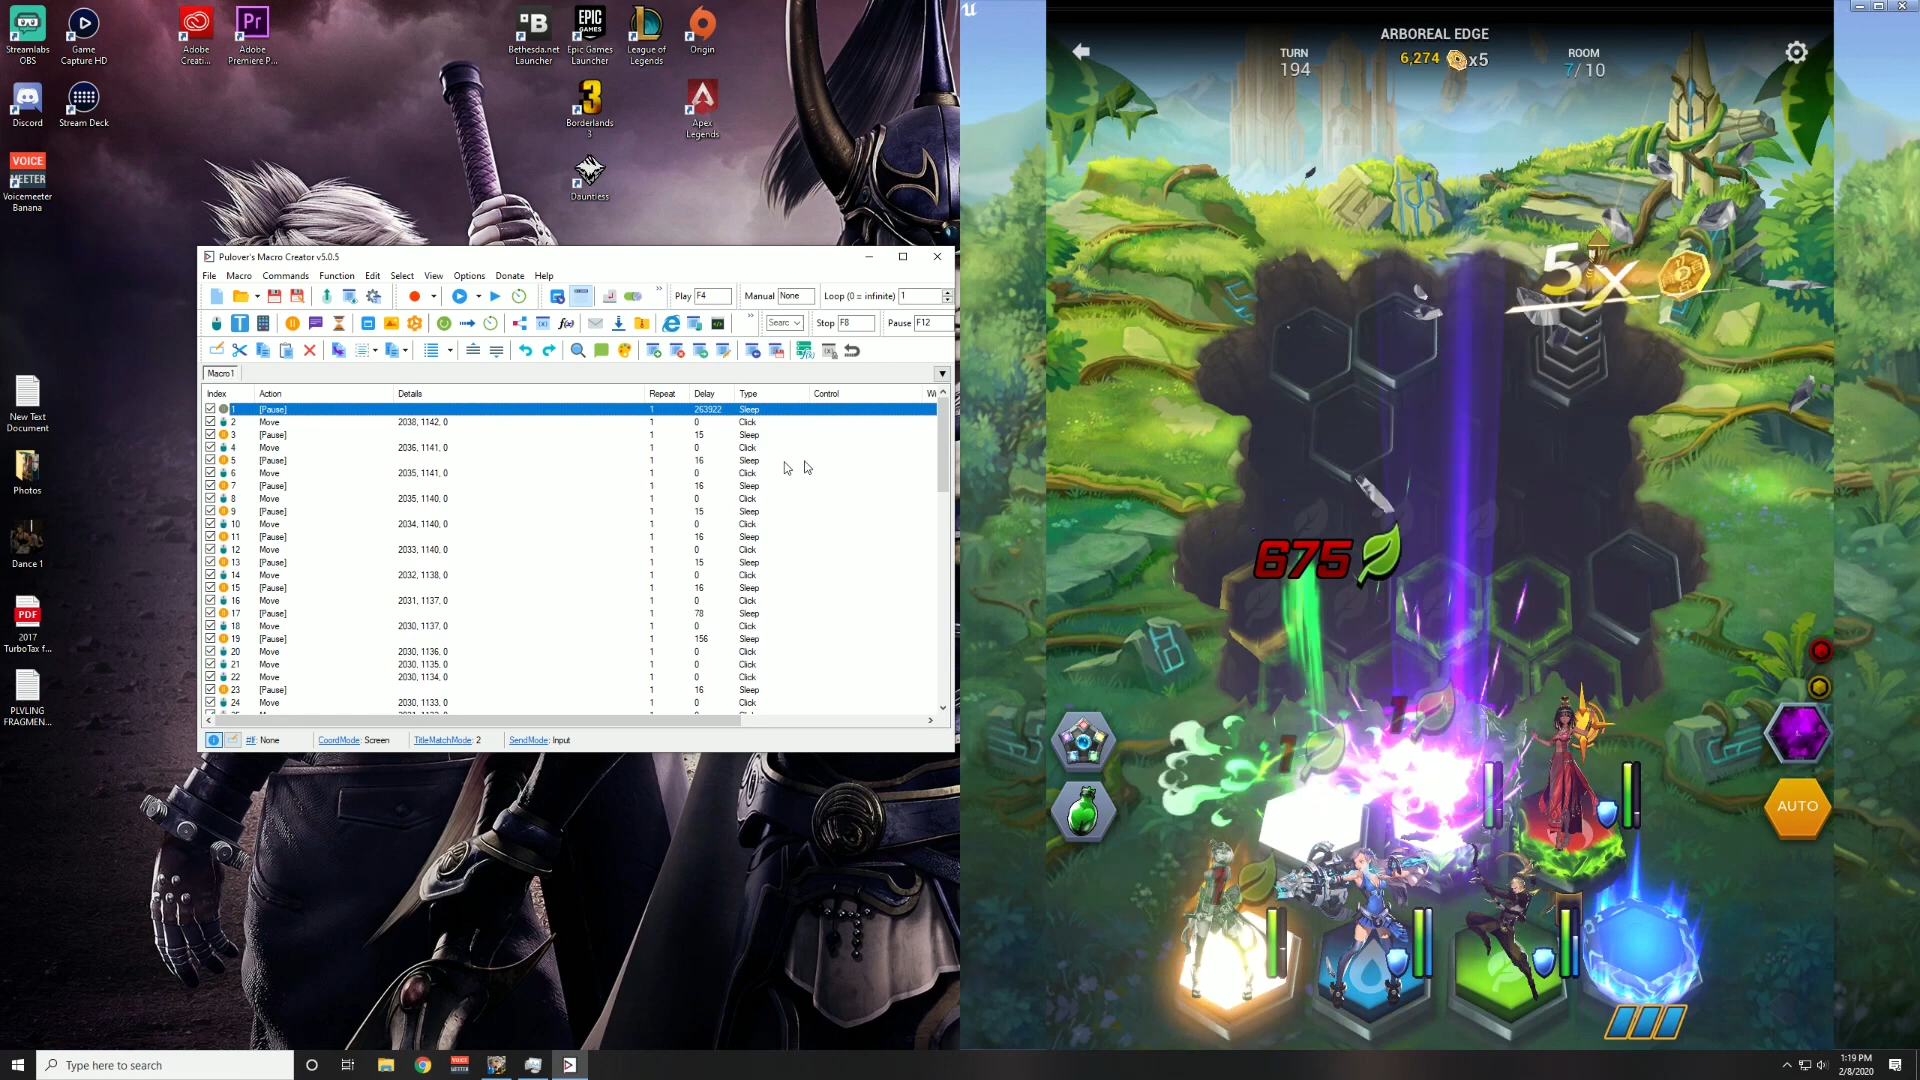 Streamlabs OBS
Game Capture HD
Adobe Creati...
Adobe Premiere P...
Bethesda.net Launcher
Epic Games Launcher
League of Legends
Origin
Discord
Stream Deck
Borderlands 3
Apex Legends
VOICE MEETER
Voicemeeter Banana
Dauntless
New Text Document
Photos
Dance 1
PDF
2017 TurboTax f...
PLVLING FRAGMEN...
Pulover's Macro Creator v5.0.5
File Macro Commands Function Edit Select View Options Donate Help
Play F4 Manual None Loop (0 = infinite) 1
Searc Stop F8 Pause F12
Macro1
Index Action Details Repeat Delay Type Control Wi
1 [Pause] 1 263922 Sleep
2 Move 2038, 1142, 0 1 0 Click
3 [Pause] 1 15 Sleep
4 Move 2036, 1141, 0 1 0 Click
5 [Pause] 1 16 Sleep
6 Move 2035, 1141, 0 1 0 Click
7 [Pause] 1 16 Sleep
8 Move 2035, 1140, 0 1 0 Click
9 [Pause] 1 15 Sleep
10 Move 2034, 1140, 0 1 0 Click
11 [Pause] 1 16 Sleep
12 Move 2033, 1140, 0 1 0 Click
13 [Pause] 1 15 Sleep
14 Move 2032, 1138, 0 1 0 Click
15 [Pause] 1 16 Sleep
16 Move 2031, 1137, 0 1 0 Click
17 [Pause] 1 78 Sleep
18 Move 2030, 1137, 0 1 0 Click
19 [Pause] 1 156 Sleep
20 Move 2030, 1136, 0 1 0 Click
21 Move 2030, 1135, 0 1 0 Click
22 Move 2030, 1134, 0 1 0 Click
23 [Pause] 1 16 Sleep
24 Move 2030, 1133, 0 1 0 Click
#If: None CoordMode: Screen TitleMatchMode: 2 SendMode: Input
ARBOREAL EDGE
TURN
194
6,274 x5
ROOM
7/ 10
5x
675
1
1
AUTO
Type here to search
1:19 PM
2/8/2020